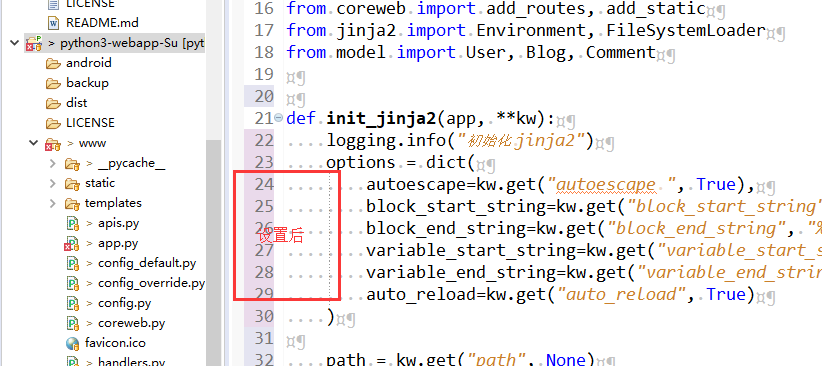 LICENSE
README.md
> python3-webapp-Su [pyt
android
backup
dist
LICENSE
> www
> __pycache__
static
> templates
> apis.py
> app.py
> config_default.py
> config_override.py
> config.py
> coreweb.py
favicon.ico
> handlers.py
16 from coreweb import add_routes, add_static
17 from jinja2 import Environment, FileSystemLoader
18 from model import User, Blog, Comment
19
20
21 def init_jinja2(app, **kw):
22 logging.info("初始化jinja2")
23 options = dict(
24 autoescape=kw.get("autoescape ", True),
25 block_start_string=kw.get("block_start_string"
26 block_end_string=kw.get("block_end_string", "%
27 variable_start_string=kw.get("variable_start_s
28 variable_end_string=kw.get("variable_end_strin
29 auto_reload=kw.get("auto_reload", True)
30 )
31
32 path = kw.get("path", None)
设置后